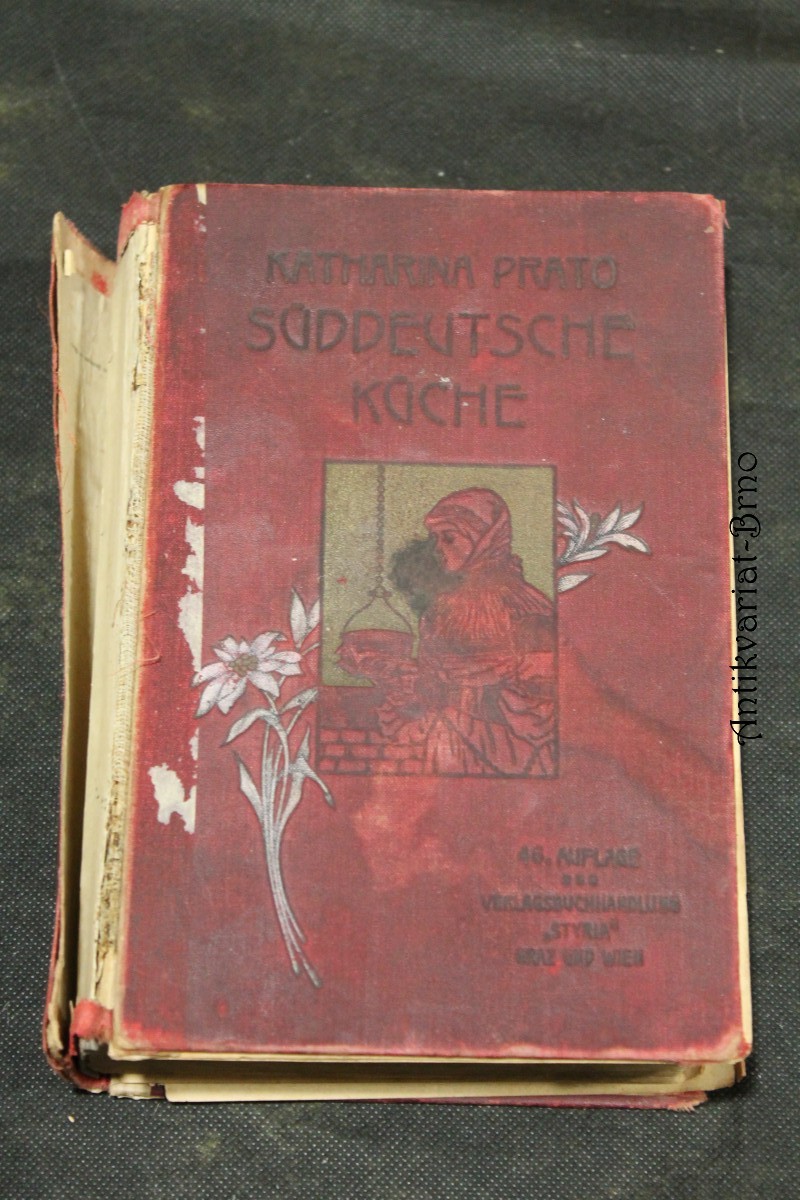 KATHARINA PRATO
SÜDDEUTSCHE
KÜCHE
46. AUFLAGE
VERLAGSBUCHHANDLUNG
„STYRIA"
GRAZ UND WIEN
Antikvariat-Brno